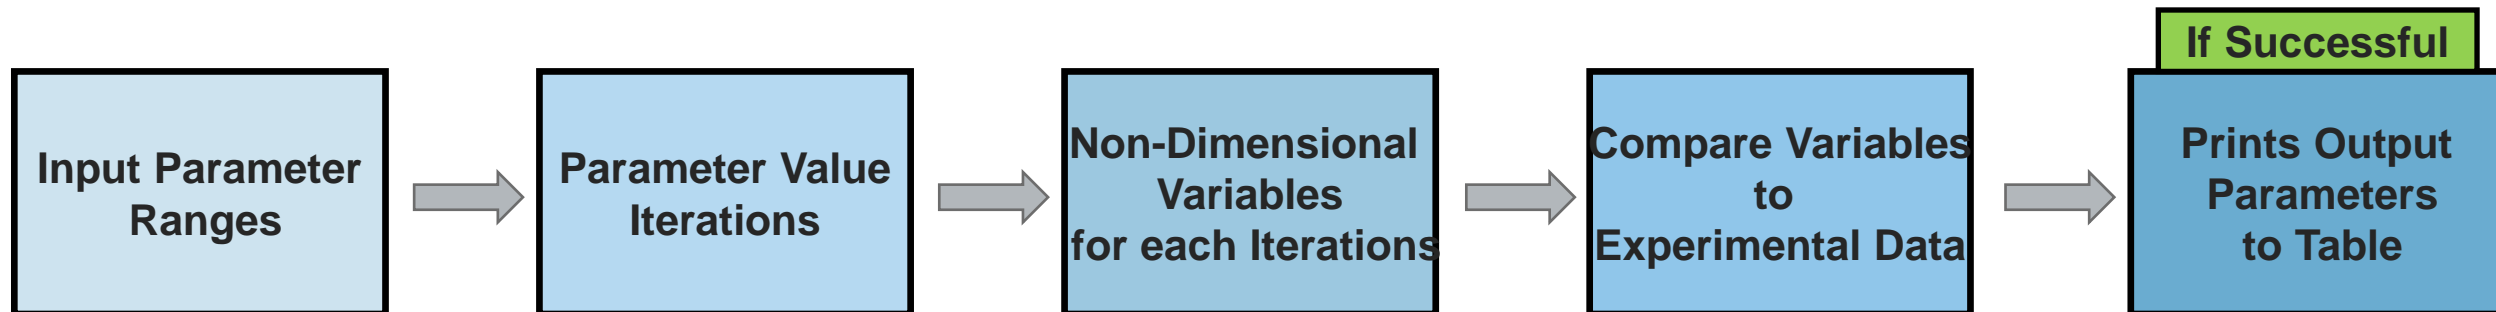 Input Parameter
Ranges
Parameter Value
Iterations
Non-Dimensional
Variables
for each Iterations
Compare Variables
to
Experimental Data
If Successful
Prints Output
Parameters
to Table